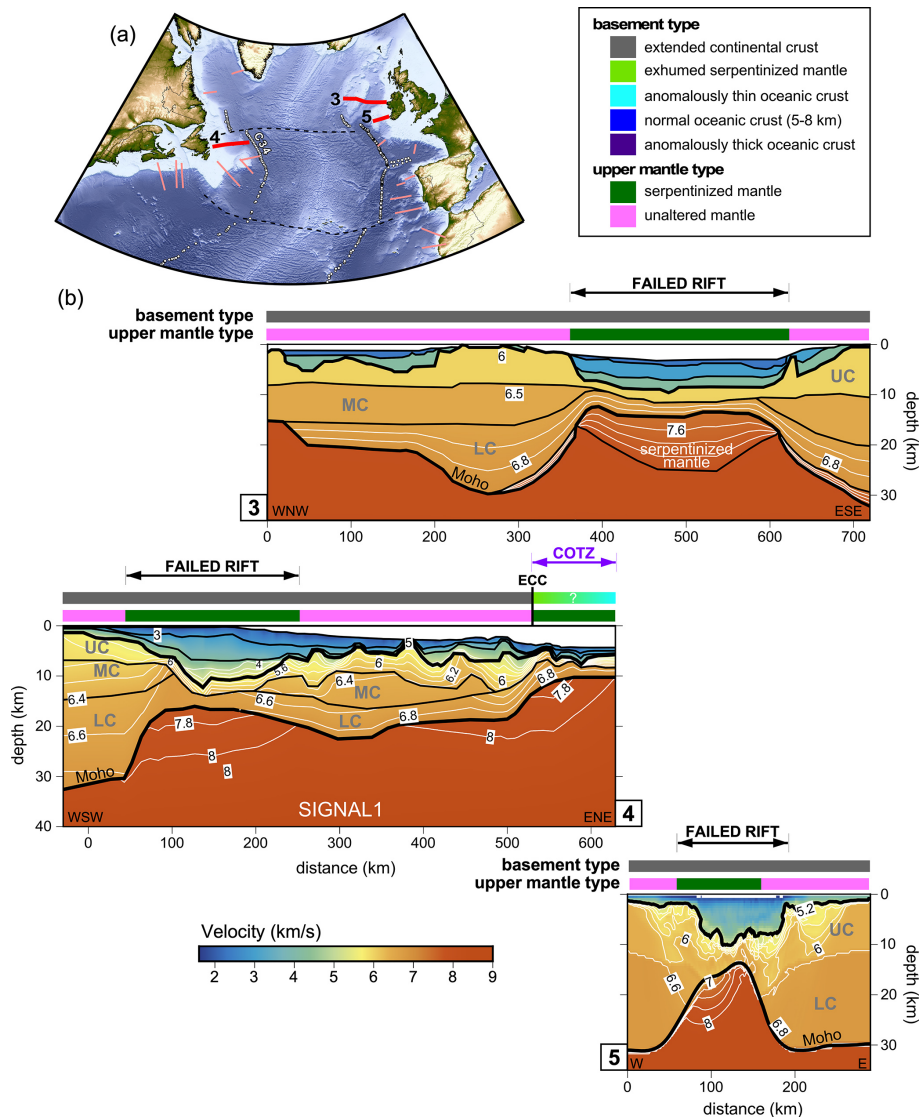 (a)
3
5
4
C34
basement type
extended continental crust
exhumed serpentinized mantle
anomalously thin oceanic crust
normal oceanic crust (5-8 km)
anomalously thick oceanic crust
upper mantle type
serpentinized mantle
unaltered mantle
(b)
FAILED RIFT
basement type
upper mantle type
6
UC
6.5
MC
LC
6.8
Moho
7.6
serpentinized
mantle
6.8
3
WNW
ESE
0
10
20
30
depth (km)
0 100 200 300 400 500 600 700
FAILED RIFT
COTZ
ECC
?
0
10
20
30
40
depth (km)
UC
MC
LC
6.4
6.6
Moho
3
6
4
5.6
5
6
6.4
6.2
6
6.8
7.8
MC
6.6
LC
6.8
7.8
8
8
8
SIGNAL1
WSW
ENE
4
0 100 200 300 400 500 600
distance (km)
FAILED RIFT
basement type
upper mantle type
5.2
6
UC
6
6.6
7
8
LC
6.8
Moho
5
W
E
0
10
20
30
depth (km)
0 100 200
distance (km)
Velocity (km/s)
2 3 4 5 6 7 8 9